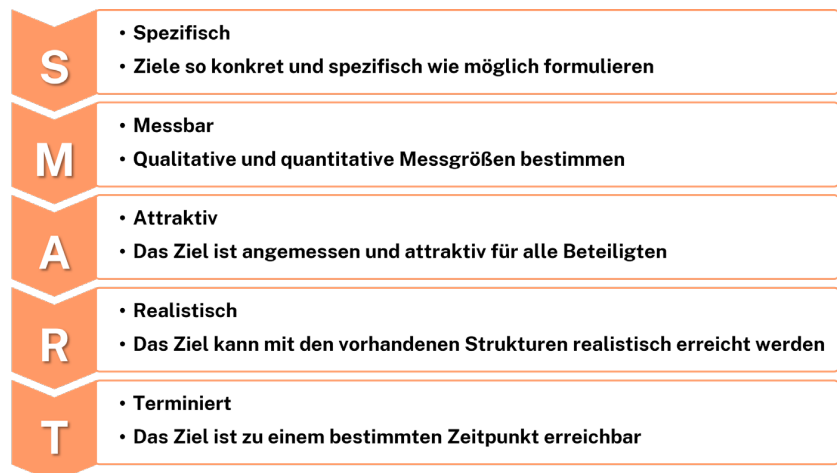 S
• Spezifisch
• Ziele so konkret und spezifisch wie möglich formulieren
M
• Messbar
• Qualitative und quantitative Messgrößen bestimmen
A
• Attraktiv
• Das Ziel ist angemessen und attraktiv für alle Beteiligten
R
• Realistisch
• Das Ziel kann mit den vorhandenen Strukturen realistisch erreicht werden
T
• Terminiert
• Das Ziel ist zu einem bestimmten Zeitpunkt erreichbar